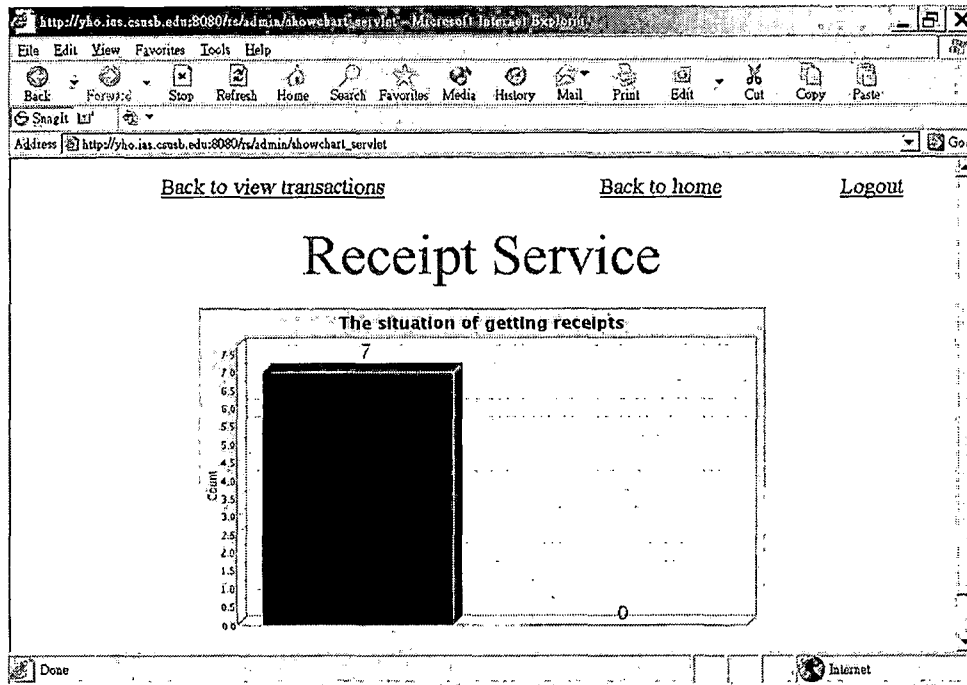 http://yho.ias.csusb.edu:8080/rs/admin/showchart_servlet - Microsoft Internet Explorer
File Edit View Favorites Tools Help
Back Forward Stop Refresh Home Search Favorites Media History Mail Print Edit Cut Copy Paste
SnagIt
Address http://yho.ias.csusb.edu:8080/rs/admin/showchart_servlet Go
Back to view transactions Back to home Logout
Receipt Service
The situation of getting receipts
7
7.5
7.0
6.5
6.0
5.5
5.0
4.5
4.0
3.5
3.0
2.5
2.0
1.5
1.0
0.5
0.0
Count
0
Done Internet